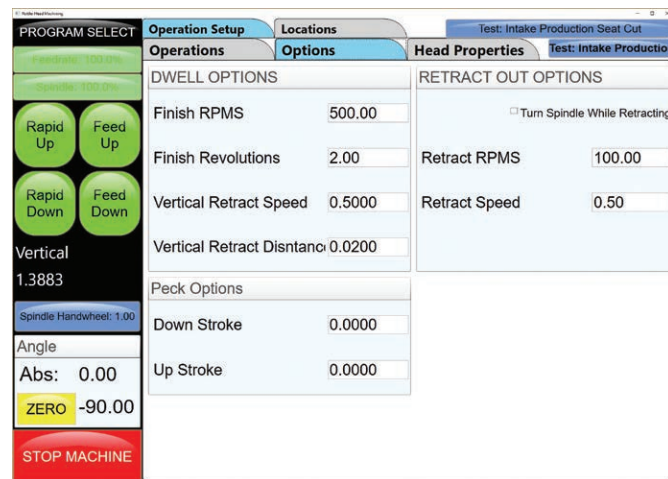 Rottler Head Machining
PROGRAM SELECT
Feedrate: 100.0%
Spindle: 100.0%
Rapid Up
Feed Up
Rapid Down
Feed Down
Vertical
1.3883
Spindle Handwheel: 1.00
Angle
Abs: 0.00
ZERO -90.00
STOP MACHINE
Operation Setup
Locations
Test: Intake Production Seat Cut
Operations
Options
Head Properties
Test: Intake Productio
DWELL OPTIONS
Finish RPMS 500.00
Finish Revolutions 2.00
Vertical Retract Speed 0.5000
Vertical Retract Disntanc 0.0200
Peck Options
Down Stroke 0.0000
Up Stroke 0.0000
RETRACT OUT OPTIONS
Turn Spindle While Retracting
Retract RPMS 100.00
Retract Speed 0.50